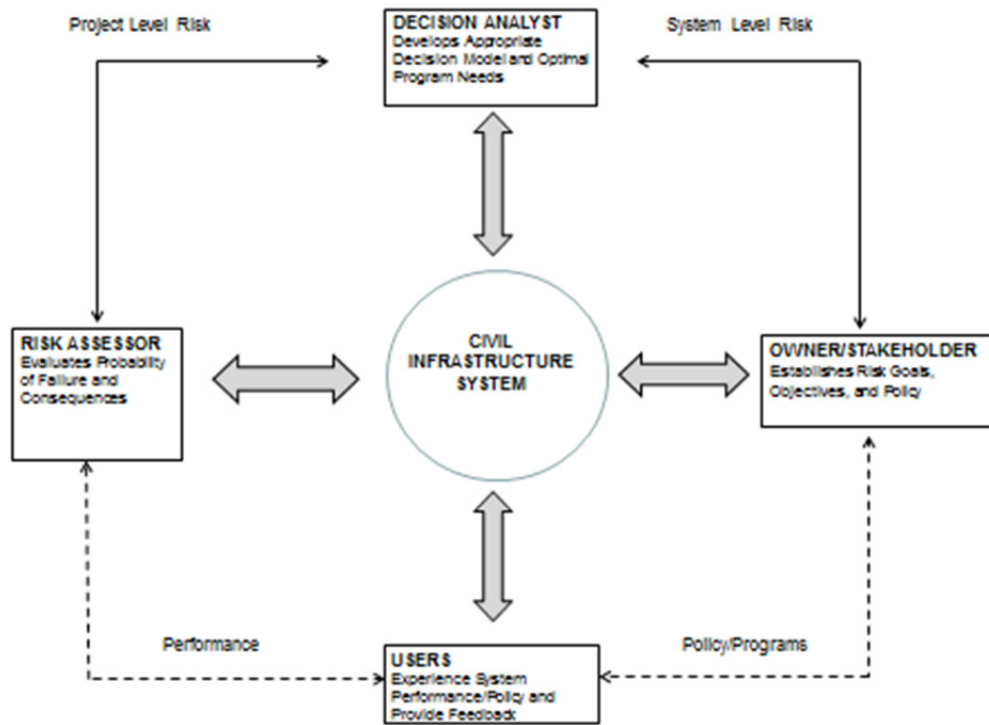 Project Level Risk
DECISION ANALYST
Develops Appropriate
Decision Model and Optimal
Program Needs
System Level Risk
RISK ASSESSOR
Evaluates Probability
of Failure and
Consequences
CIVIL
INFRASTRUCTURE
SYSTEM
OWNER/STAKEHOLDER
Establishes Risk Goals,
Objectives, and Policy
Performance
Policy/Programs
USERS
Experience System
Performance/Policy and
Provide Feedback